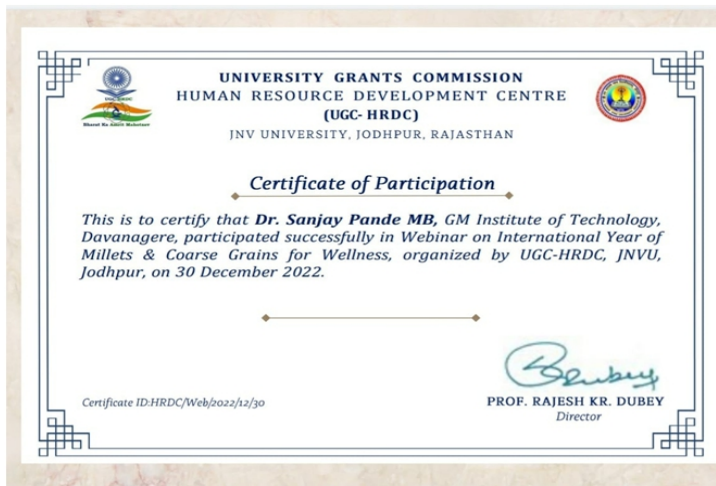 UNIVERSITY GRANTS COMMISSION
HUMAN RESOURCE DEVELOPMENT CENTRE
(UGC- HRDC)
JNV UNIVERSITY, JODHPUR, RAJASTHAN
UGC-HRDC
Bharat Ka Amrit Mahotsav
Certificate of Participation
This is to certify that Dr. Sanjay Pande MB, GM Institute of Technology,
Davanagere, participated successfully in Webinar on International Year of
Millets & Coarse Grains for Wellness, organized by UGC-HRDC, JNVU,
Jodhpur, on 30 December 2022.
Certificate ID:HRDC/Web/2022/12/30
PROF. RAJESH KR. DUBEY
Director